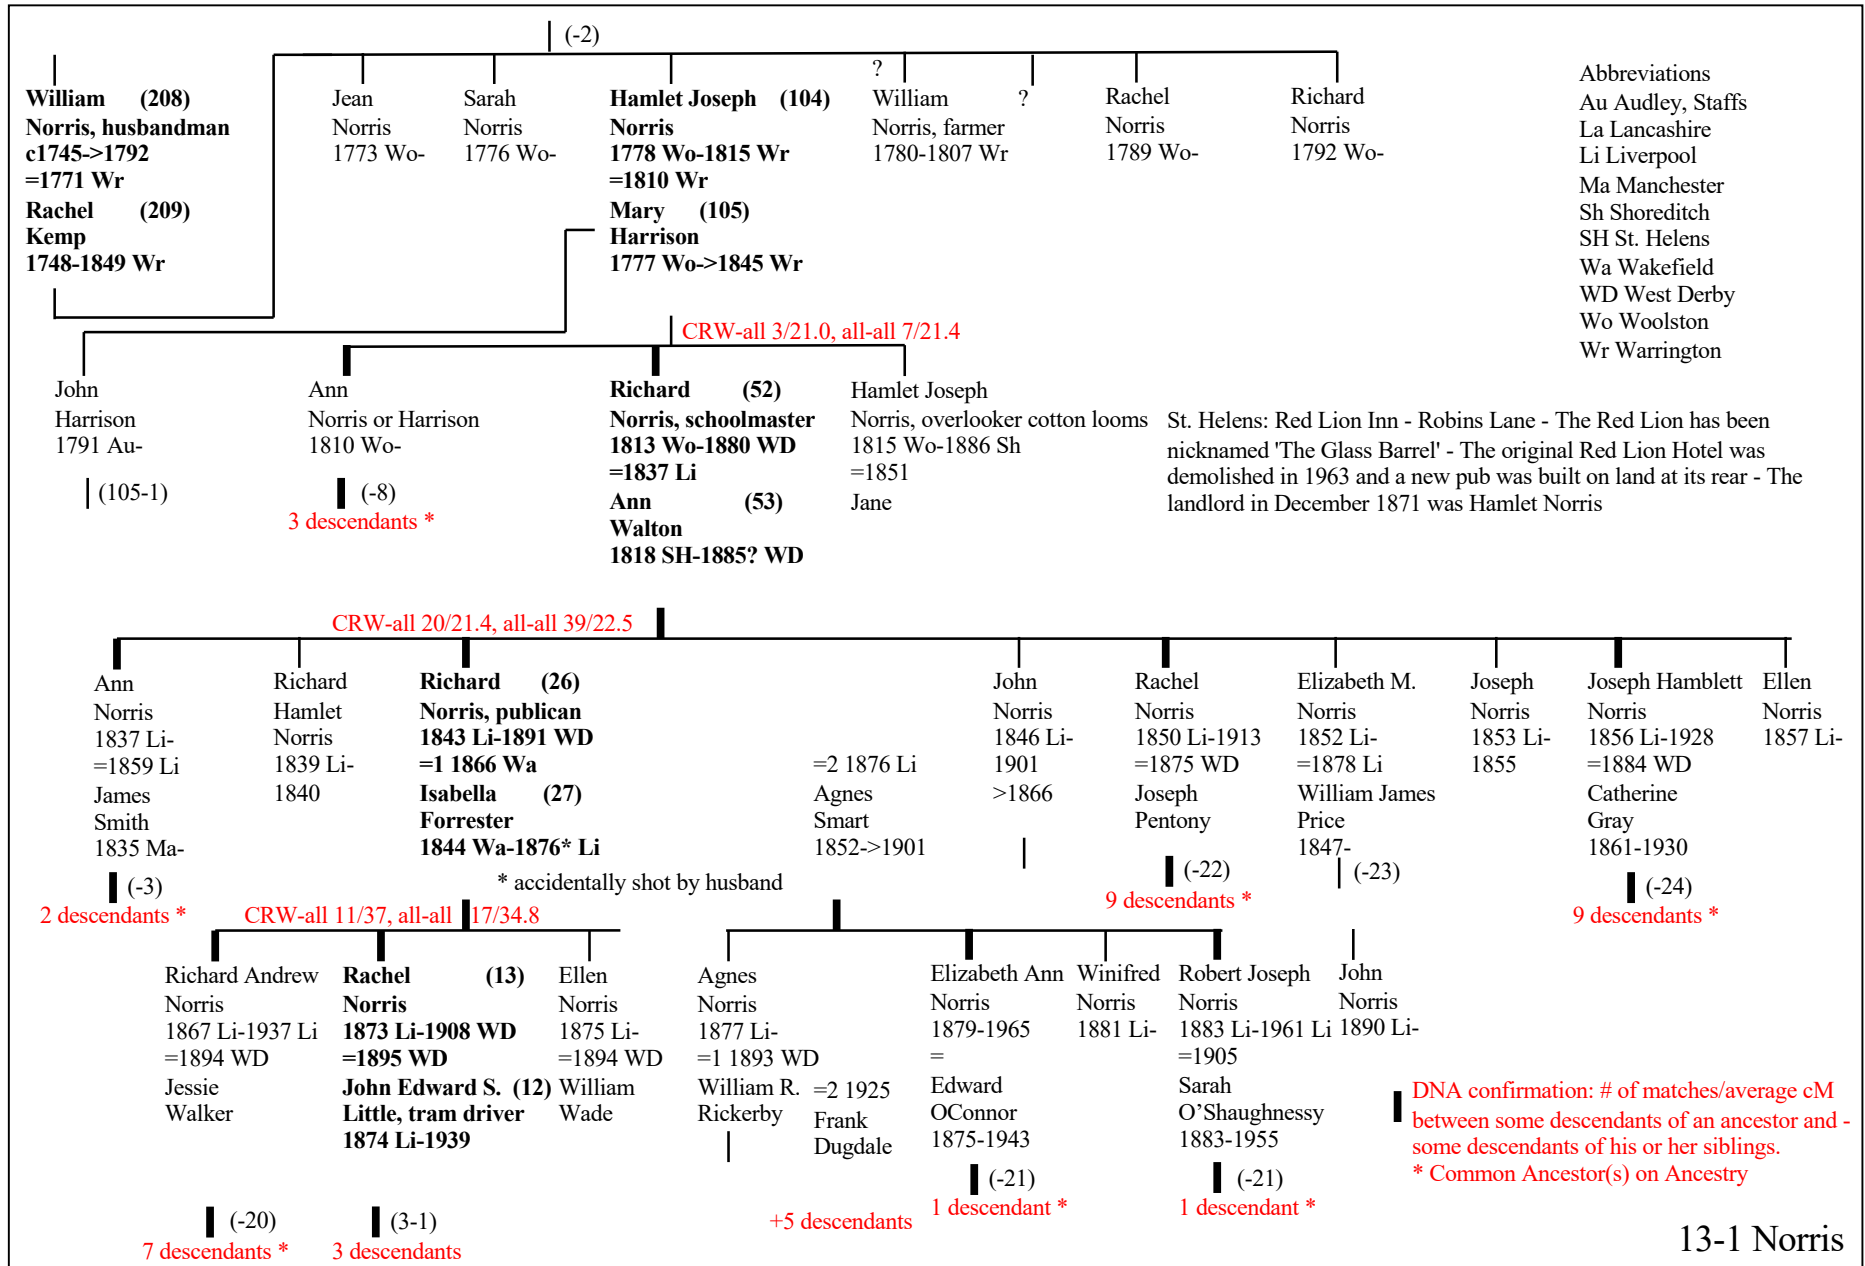 (-2)
William (208)
Norris, husbandman
c1745->1792
=1771 Wr
Rachel (209)
Kemp
1748-1849 Wr
Jean
Norris
1773 Wo-
Sarah
Norris
1776 Wo-
Hamlet Joseph (104)
Norris
1778 Wo-1815 Wr
=1810 Wr
Mary (105)
Harrison
1777 Wo->1845 Wr
?
William
Norris, farmer
1780-1807 Wr
?
Rachel
Norris
1789 Wo-
Richard
Norris
1792 Wo-
Abbreviations
Au Audley, Staffs
La Lancashire
Li Liverpool
Ma Manchester
Sh Shoreditch
SH St. Helens
Wa Wakefield
WD West Derby
Wo Woolston
Wr Warrington
CRW-all 3/21.0, all-all 7/21.4
John
Harrison
1791 Au-
(105-1)
Ann
Norris or Harrison
1810 Wo-
(-8)
3 descendants *
Richard (52)
Norris, schoolmaster
1813 Wo-1880 WD
=1837 Li
Ann (53)
Walton
1818 SH-1885? WD
Hamlet Joseph
Norris, overlooker cotton looms
1815 Wo-1886 Sh
=1851
Jane
St. Helens: Red Lion Inn - Robins Lane - The Red Lion has been
nicknamed 'The Glass Barrel' - The original Red Lion Hotel was
demolished in 1963 and a new pub was built on land at its rear - The
landlord in December 1871 was Hamlet Norris
CRW-all 20/21.4, all-all 39/22.5
Ann
Norris
1837 Li-
=1859 Li
James
Smith
1835 Ma-
(-3)
2 descendants *
Richard
Hamlet
Norris
1839 Li-
1840
Richard (26)
Norris, publican
1843 Li-1891 WD
=1 1866 Wa
Isabella (27)
Forrester
1844 Wa-1876* Li
* accidentally shot by husband
=2 1876 Li
Agnes
Smart
1852->1901
John
Norris
1846 Li-
1901
>1866
Rachel
Norris
1850 Li-1913
=1875 WD
Joseph
Pentony
(-22)
9 descendants *
Elizabeth M.
Norris
1852 Li-
=1878 Li
William James
Price
1847-
(-23)
Joseph
Norris
1853 Li-
1855
Joseph Hamblett
Norris
1856 Li-1928
=1884 WD
Catherine
Gray
1861-1930
(-24)
9 descendants *
Ellen
Norris
1857 Li-
CRW-all 11/37, all-all 17/34.8
Richard Andrew
Norris
1867 Li-1937 Li
=1894 WD
Jessie
Walker
(-20)
7 descendants *
Rachel (13)
Norris
1873 Li-1908 WD
=1895 WD
John Edward S. (12)
Little, tram driver
1874 Li-1939
(3-1)
3 descendants
Ellen
Norris
1875 Li-
=1894 WD
William
Wade
Agnes
Norris
1877 Li-
=1 1893 WD
William R.
Rickerby
=2 1925
Frank
Dugdale
+5 descendants
Elizabeth Ann
Norris
1879-1965
=
Edward
OConnor
1875-1943
(-21)
1 descendant *
Winifred
Norris
1881 Li-
Robert Joseph
Norris
1883 Li-1961 Li
=1905
Sarah
O’Shaughnessy
1883-1955
(-21)
1 descendant *
John
Norris
1890 Li-
DNA confirmation: # of matches/average cM
between some descendants of an ancestor and -
some descendants of his or her siblings.
* Common Ancestor(s) on Ancestry
13-1 Norris